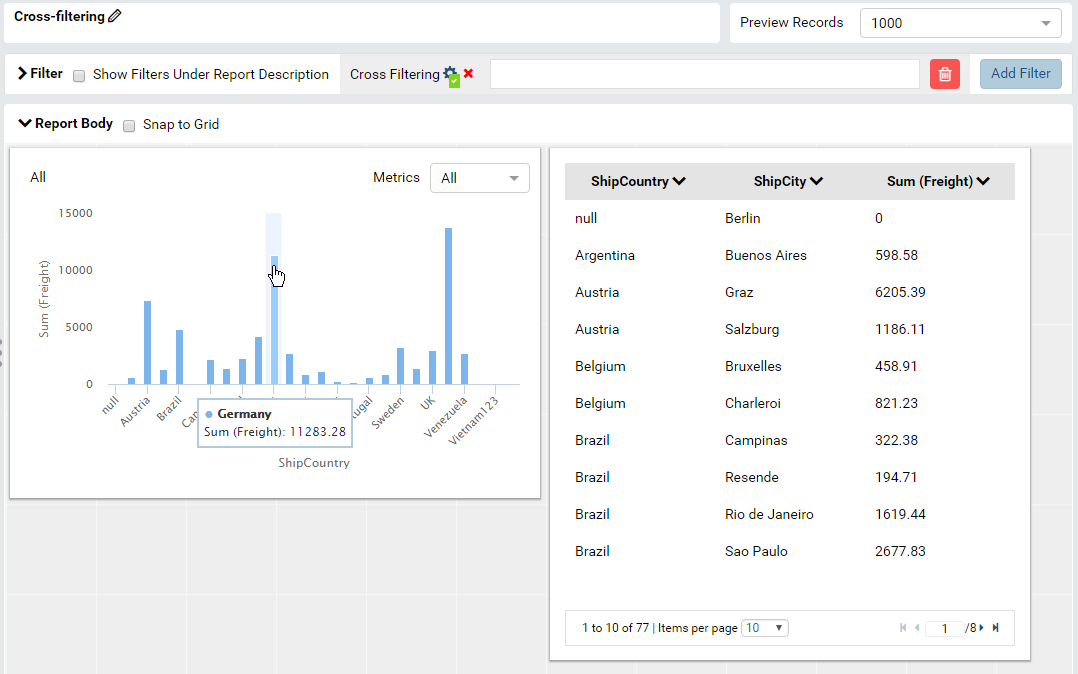 Cross-filtering
Preview Records 1000
Filter Show Filters Under Report Description Cross Filtering Add Filter
Report Body Snap to Grid
All Metrics All
15000
10000
5000
0
Sum (Freight)
null
Austria
Brazil
Sweden
UK
Venezuela
Vietnam123
Germany
Sum (Freight): 11283.28
ShipCountry
ShipCountry ShipCity Sum (Freight)
null Berlin 0
Argentina Buenos Aires 598.58
Austria Graz 6205.39
Austria Salzburg 1186.11
Belgium Bruxelles 458.91
Belgium Charleroi 821.23
Brazil Campinas 322.38
Brazil Resende 194.71
Brazil Rio de Janeiro 1619.44
Brazil Sao Paulo 2677.83
1 to 10 of 77 | Items per page 10 1 /8